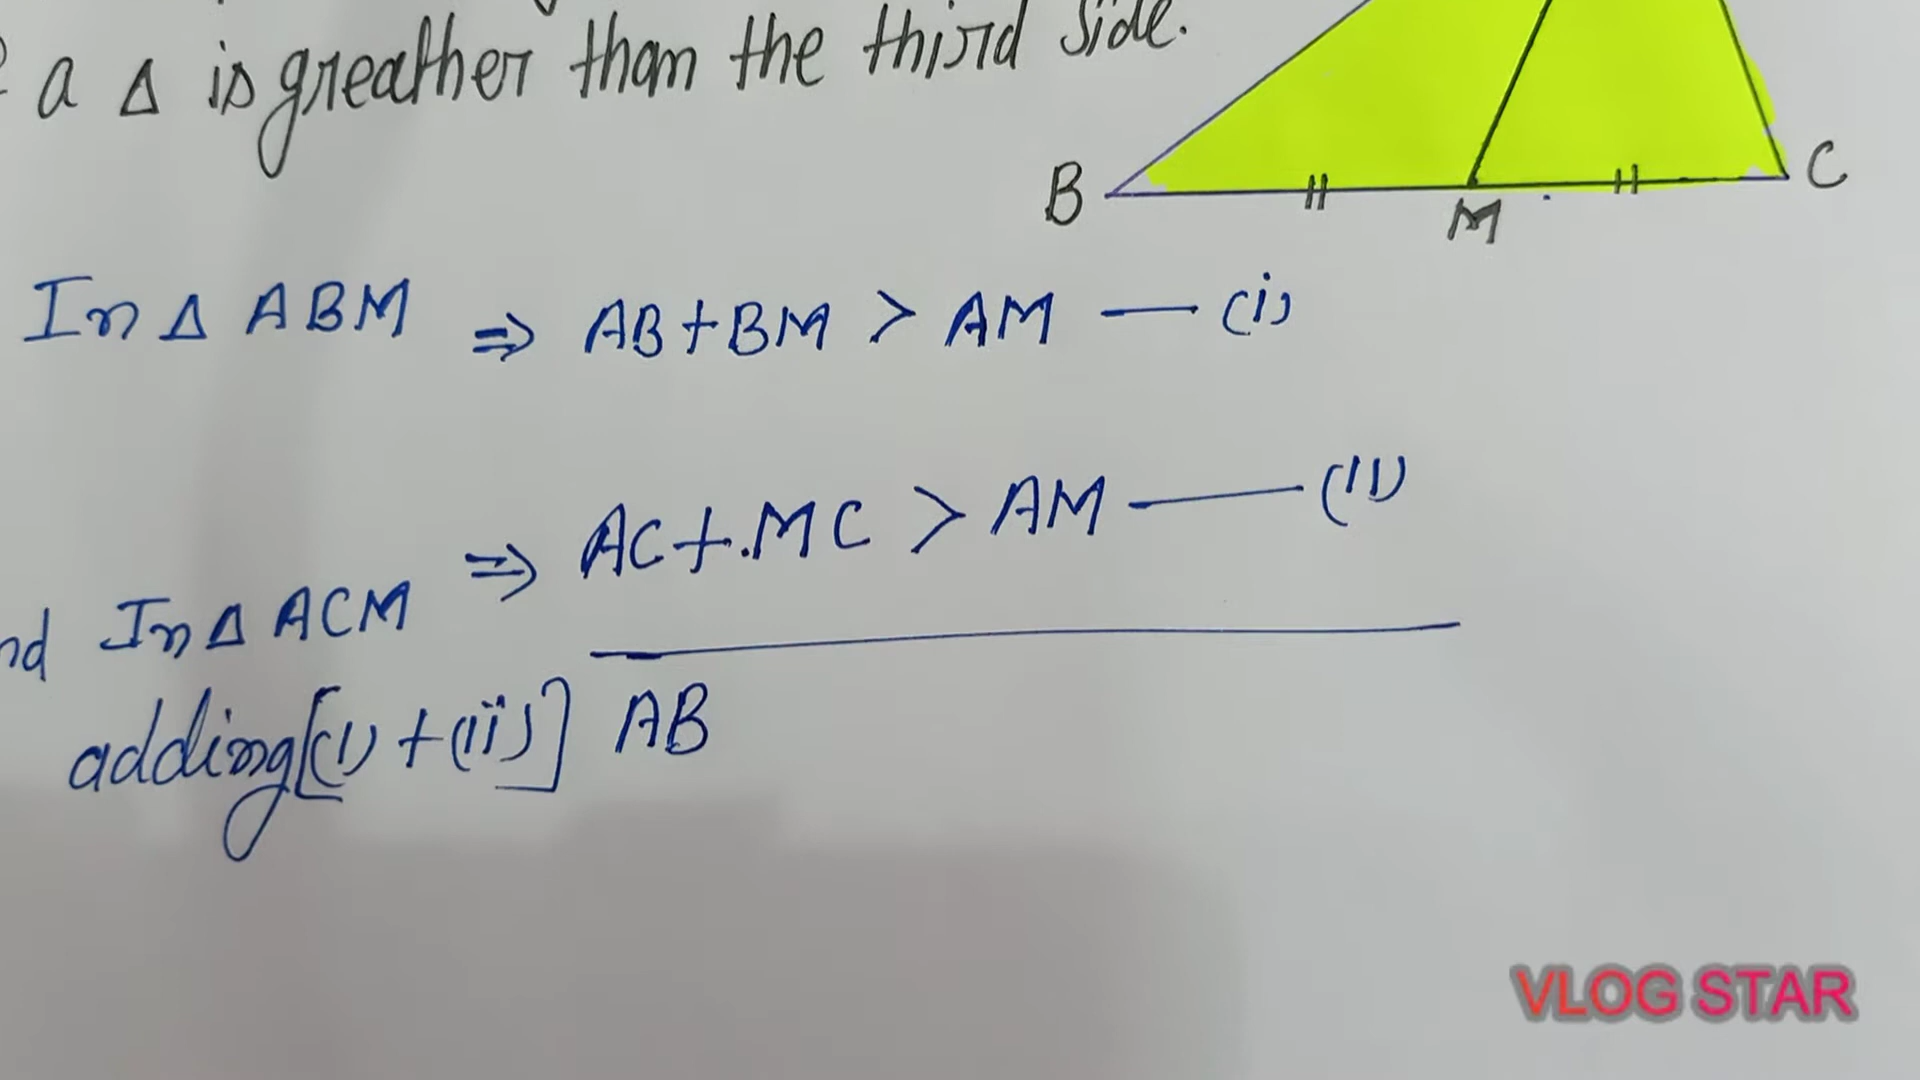 a Δ is greather than the third side.
B
C
M
In Δ ABM ⇒ AB+BM > AM — (i)
AC+.MC > AM — (II)
nd In Δ ACM ⇒
adding[(I) + (ii)] AB
VLOG STAR